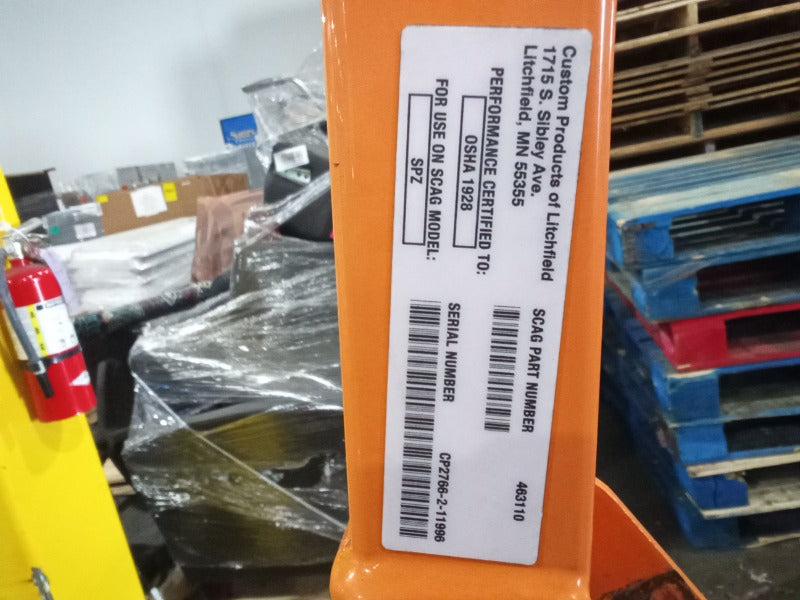 Custom Products of Litchfield
1715 S. Sibley Ave.
Litchfield, MN 55355
PERFORMANCE CERTIFIED TO:
OSHA 1928
FOR USE ON SCAG MODEL:
SPZ
SCAG PART NUMBER
463110
SERIAL NUMBER
CP2766-2-11996